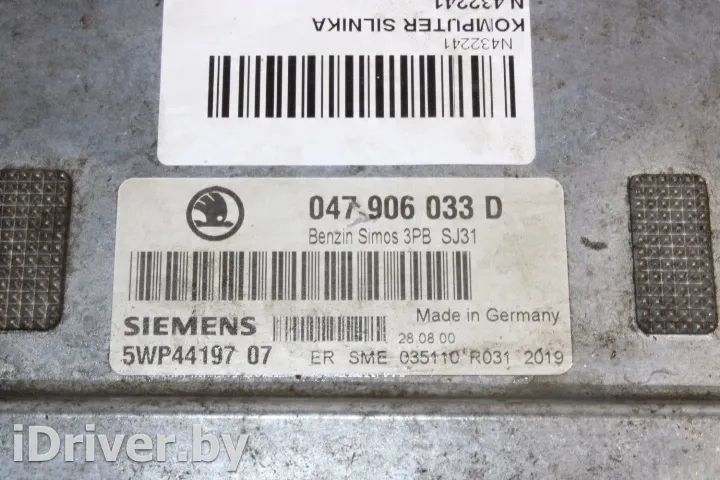 N432241
KOMPUTER SILNIKA
N432241
047 906 033 D
Benzin Simos 3PB SJ31
Made in Germany
SIEMENS
28.08.00
5WP44197 07
ER SME 035110 R031 2019
iDriver.by